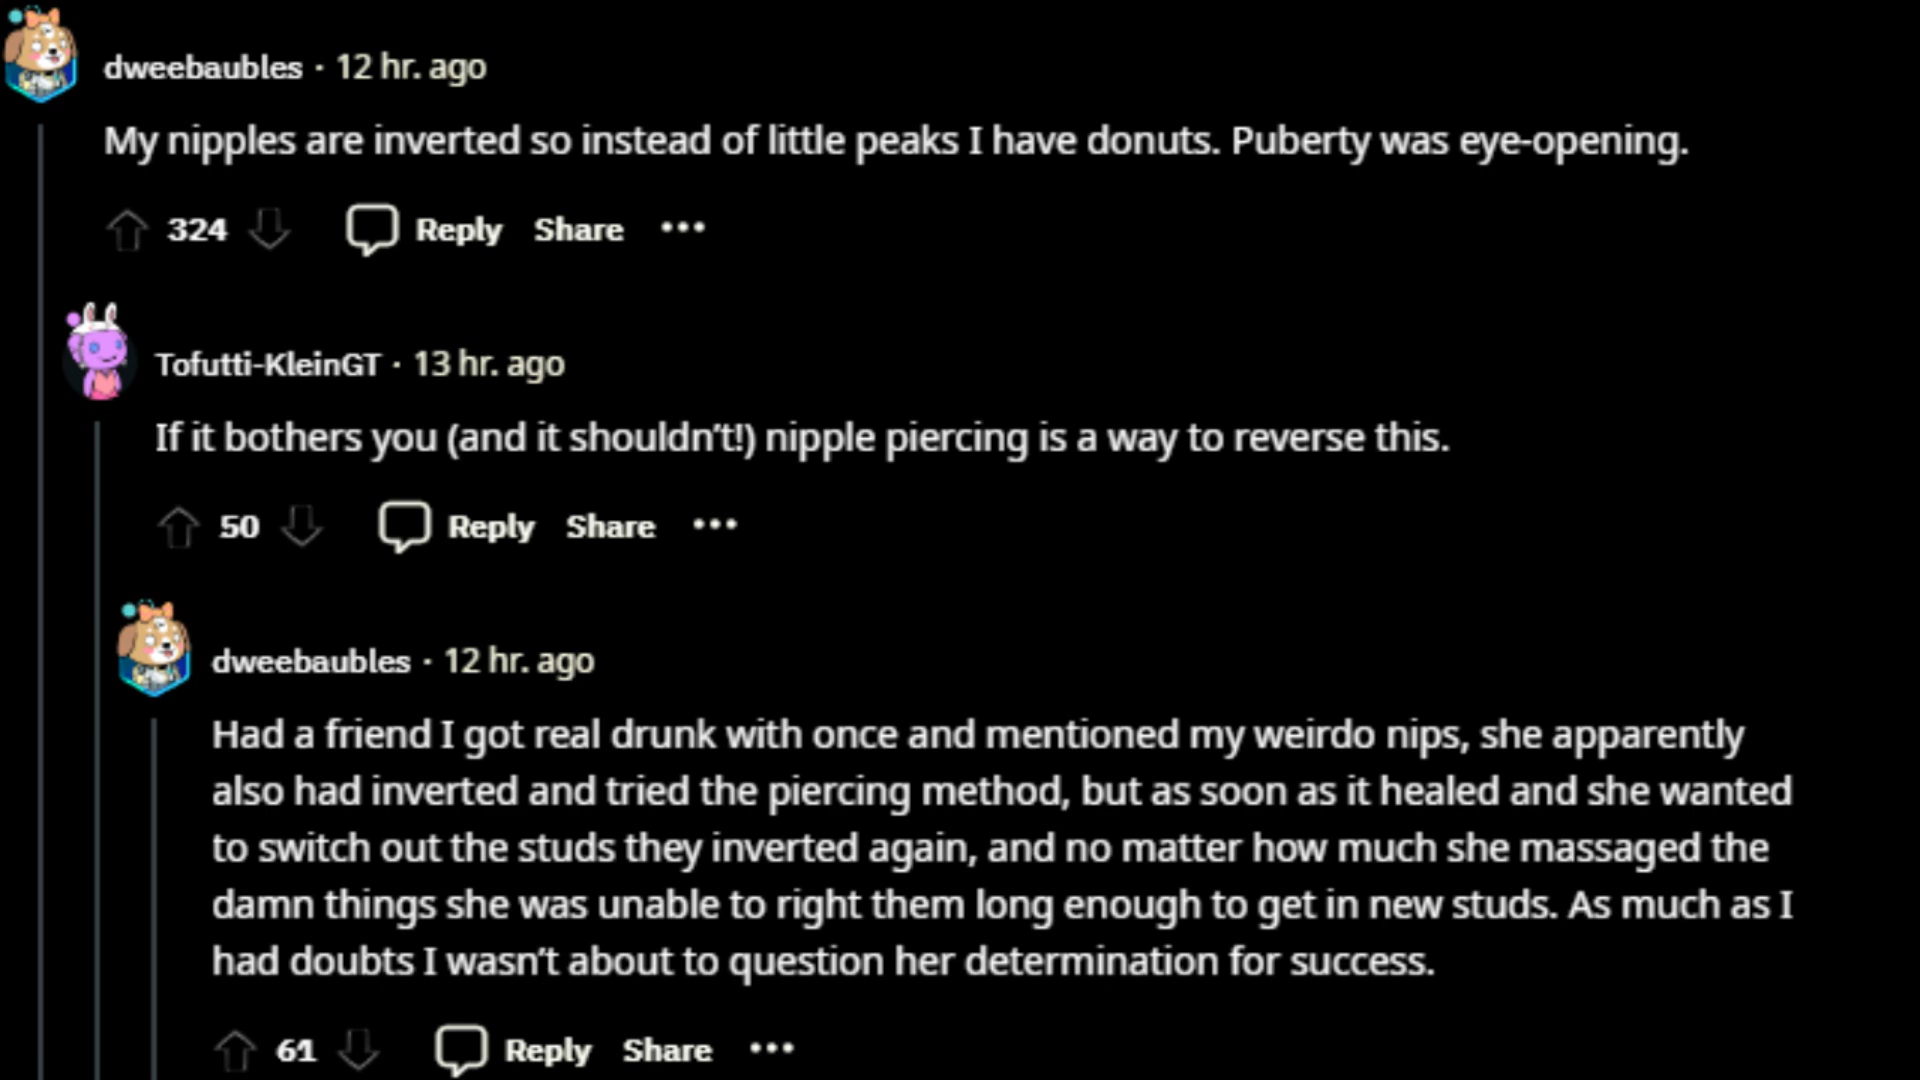 dweebaubles · 12 hr. ago
My nipples are inverted so instead of little peaks I have donuts. Puberty was eye-opening.
324 Reply Share •••
Tofutti-KleinGT · 13 hr. ago
If it bothers you (and it shouldn’t!) nipple piercing is a way to reverse this.
50 Reply Share •••
dweebaubles · 12 hr. ago
Had a friend I got real drunk with once and mentioned my weirdo nips, she apparently
also had inverted and tried the piercing method, but as soon as it healed and she wanted
to switch out the studs they inverted again, and no matter how much she massaged the
damn things she was unable to right them long enough to get in new studs. As much as I
had doubts I wasn’t about to question her determination for success.
61 Reply Share •••